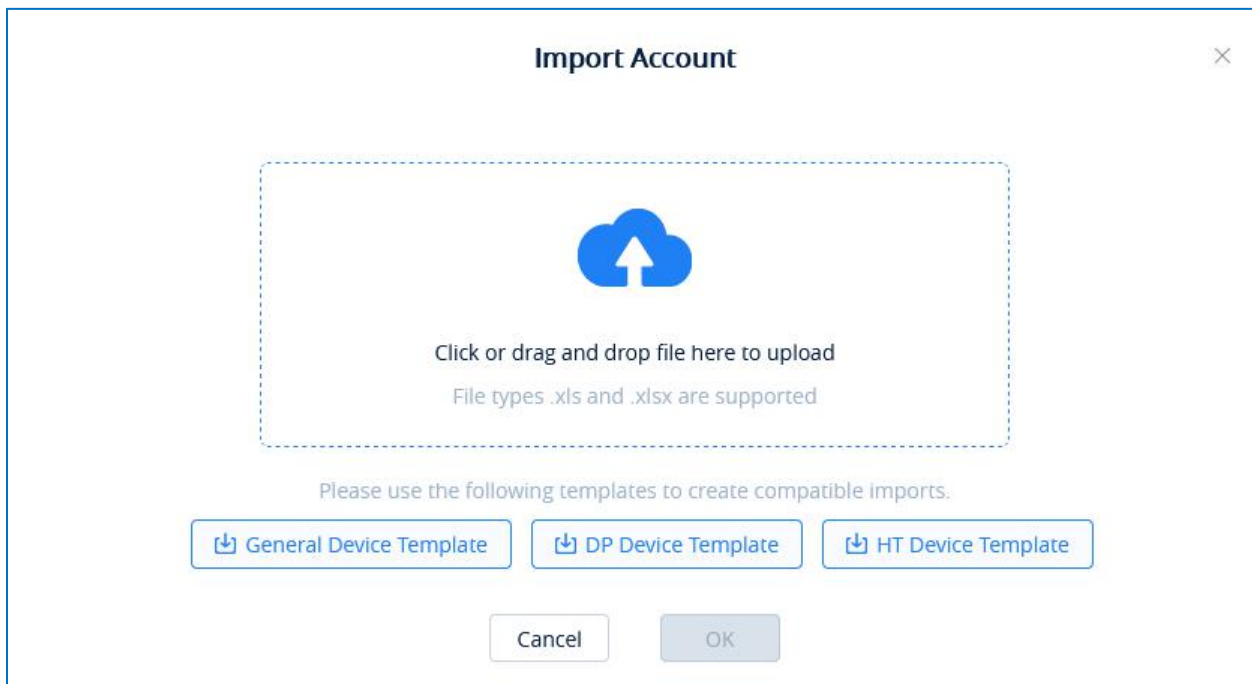 Import Account
Click or drag and drop file here to upload
File types .xls and .xlsx are supported
Please use the following templates to create compatible imports.
General Device Template DP Device Template HT Device Template
Cancel OK